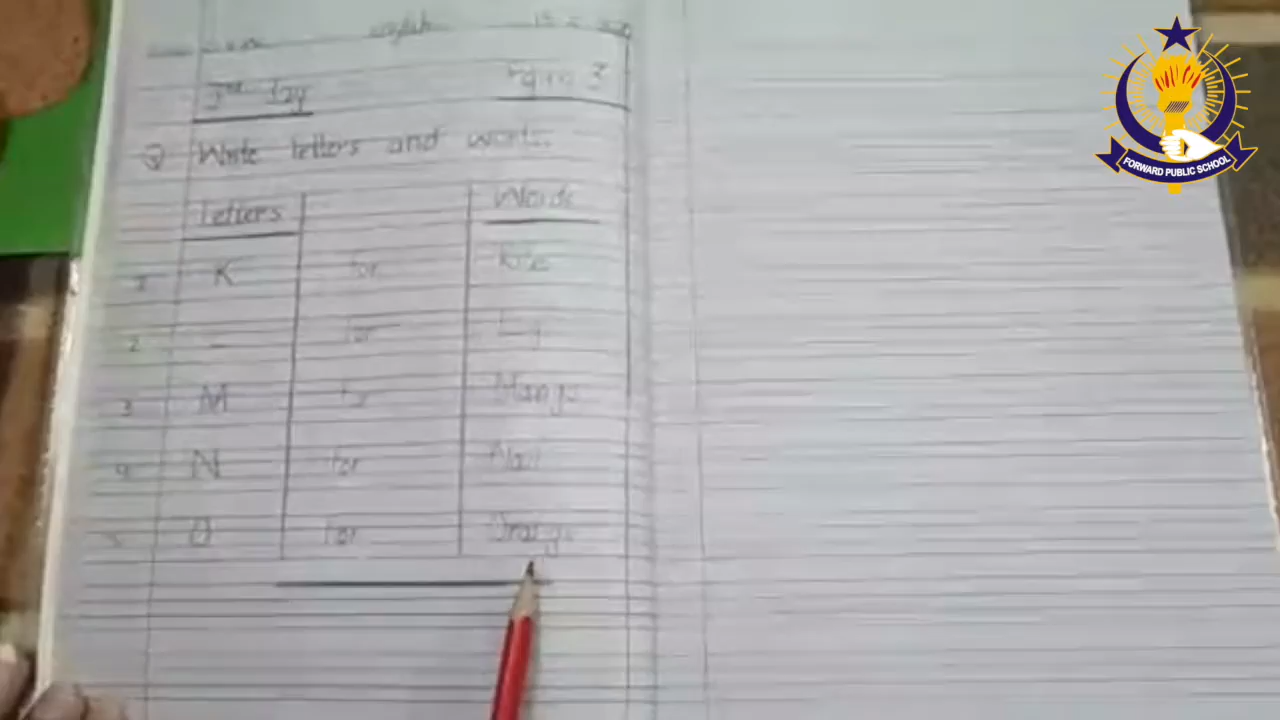 English
Day
Q Write letters and words.
Letters Words
1 K for Kite
2 for
3 M for Mango
4 N for Nail
5 O for Orange
FORWARD PUBLIC SCHOOL